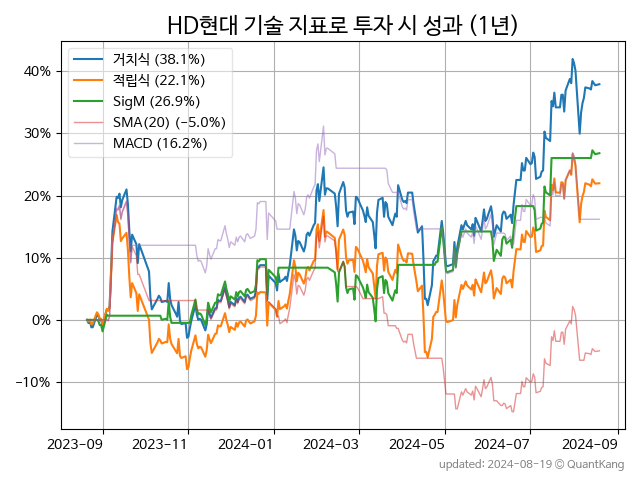 HD현대 기술 지표로 투자 시 성과 (1년)
거치식 (38.1%)
적립식 (22.1%)
SigM (26.9%)
SMA(20) (−5.0%)
MACD (16.2%)
40%
30%
20%
10%
0%
−10%
2023-09 2023-11 2024-01 2024-03 2024-05 2024-07 2024-09
updated: 2024-08-19 © QuantKang